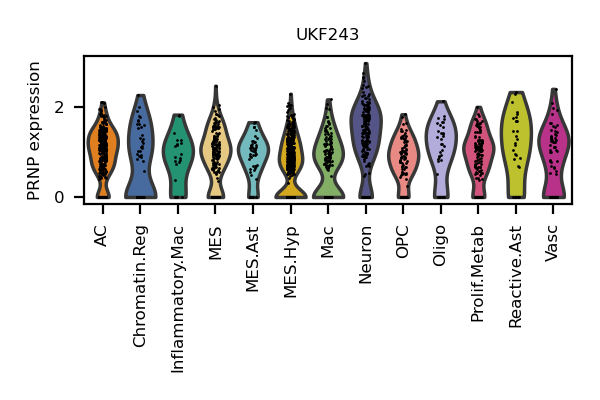 UKF243
PRNP expression
2
0
AC
Chromatin.Reg
Inflammatory.Mac
MES
MES.Ast
MES.Hyp
Mac
Neuron
OPC
Oligo
Prolif.Metab
Reactive.Ast
Vasc